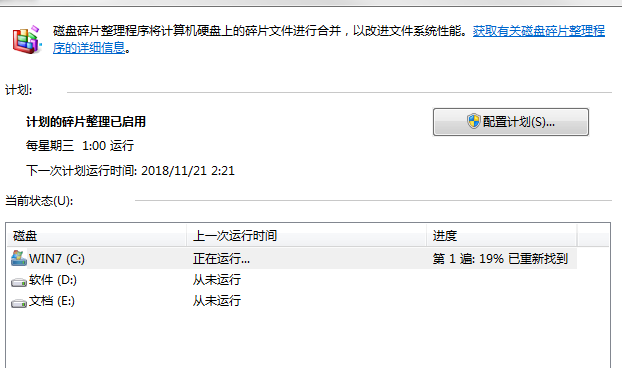 磁盘碎片整理程序将计算机硬盘上的碎片文件进行合并，以改进文件系统性能。获取有关磁盘碎片整理程
序的详细信息。
计划:
计划的碎片整理已启用
配置计划(S)...
每星期三 1:00 运行
下一次计划运行时间: 2018/11/21 2:21
当前状态(U):
磁盘 上一次运行时间 进度
WIN7 (C:) 正在运行... 第 1 遍: 19% 已重新找到
软件 (D:) 从未运行
文档 (E:) 从未运行